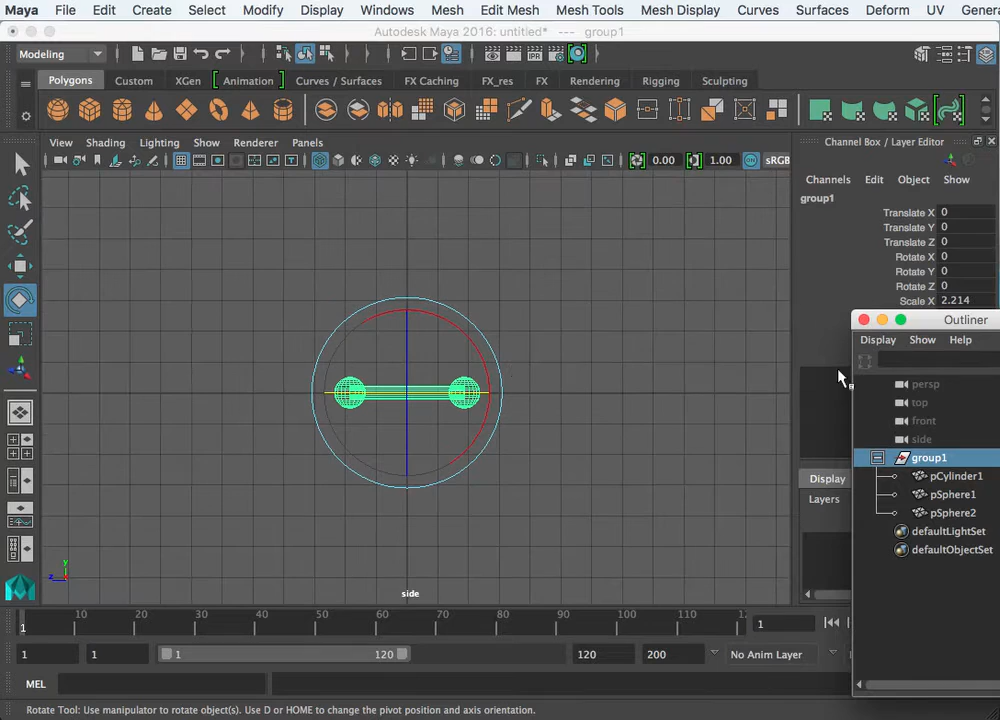 Maya File Edit Create Select Modify Display Windows Mesh Edit Mesh Mesh Tools Mesh Display Curves Surfaces Deform UV Genera
Autodesk Maya 2016: untitled* --- group1
Modeling
Polygons Custom XGen Animation Curves / Surfaces FX Caching FX_res FX Rendering Rigging Sculpting
View Shading Lighting Show Renderer Panels
0.00 1.00 sRGB
Channel Box / Layer Editor
Channels Edit Object Show
group1
Translate X 0
Translate Y 0
Translate Z 0
Rotate X 0
Rotate Y 0
Rotate Z 0
Scale X 2.214
Outliner
Display Show Help
persp
top
front
side
group1
pCylinder1
pSphere1
pSphere2
defaultLightSet
defaultObjectSet
Display
Layers
y
z
side
10 20 30 40 50 60 70 80 90 100 110 12
1
1
1 1 1 120 120 200 No Anim Layer
MEL
Rotate Tool: Use manipulator to rotate object(s). Use D or HOME to change the pivot position and axis orientation.